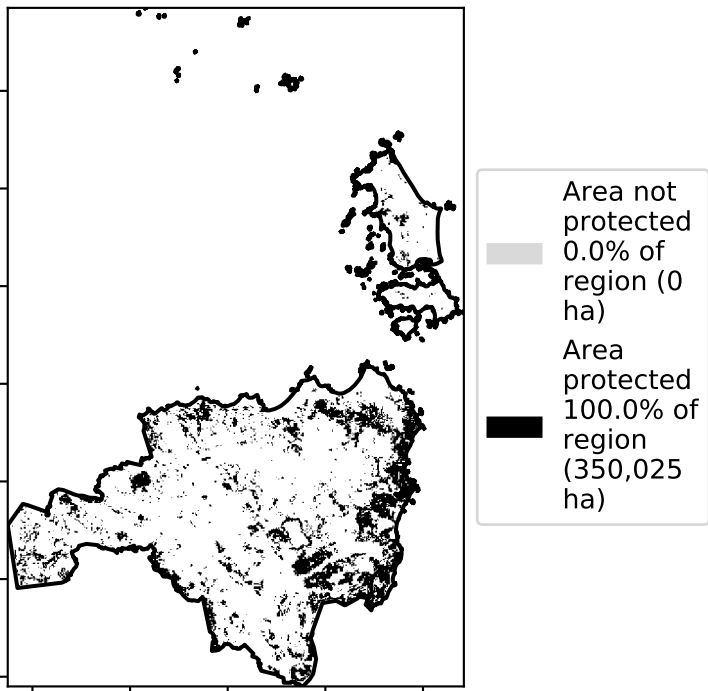 Area not
protected
0.0% of
region (0
ha)
Area
protected
100.0% of
region
(350,025
ha)